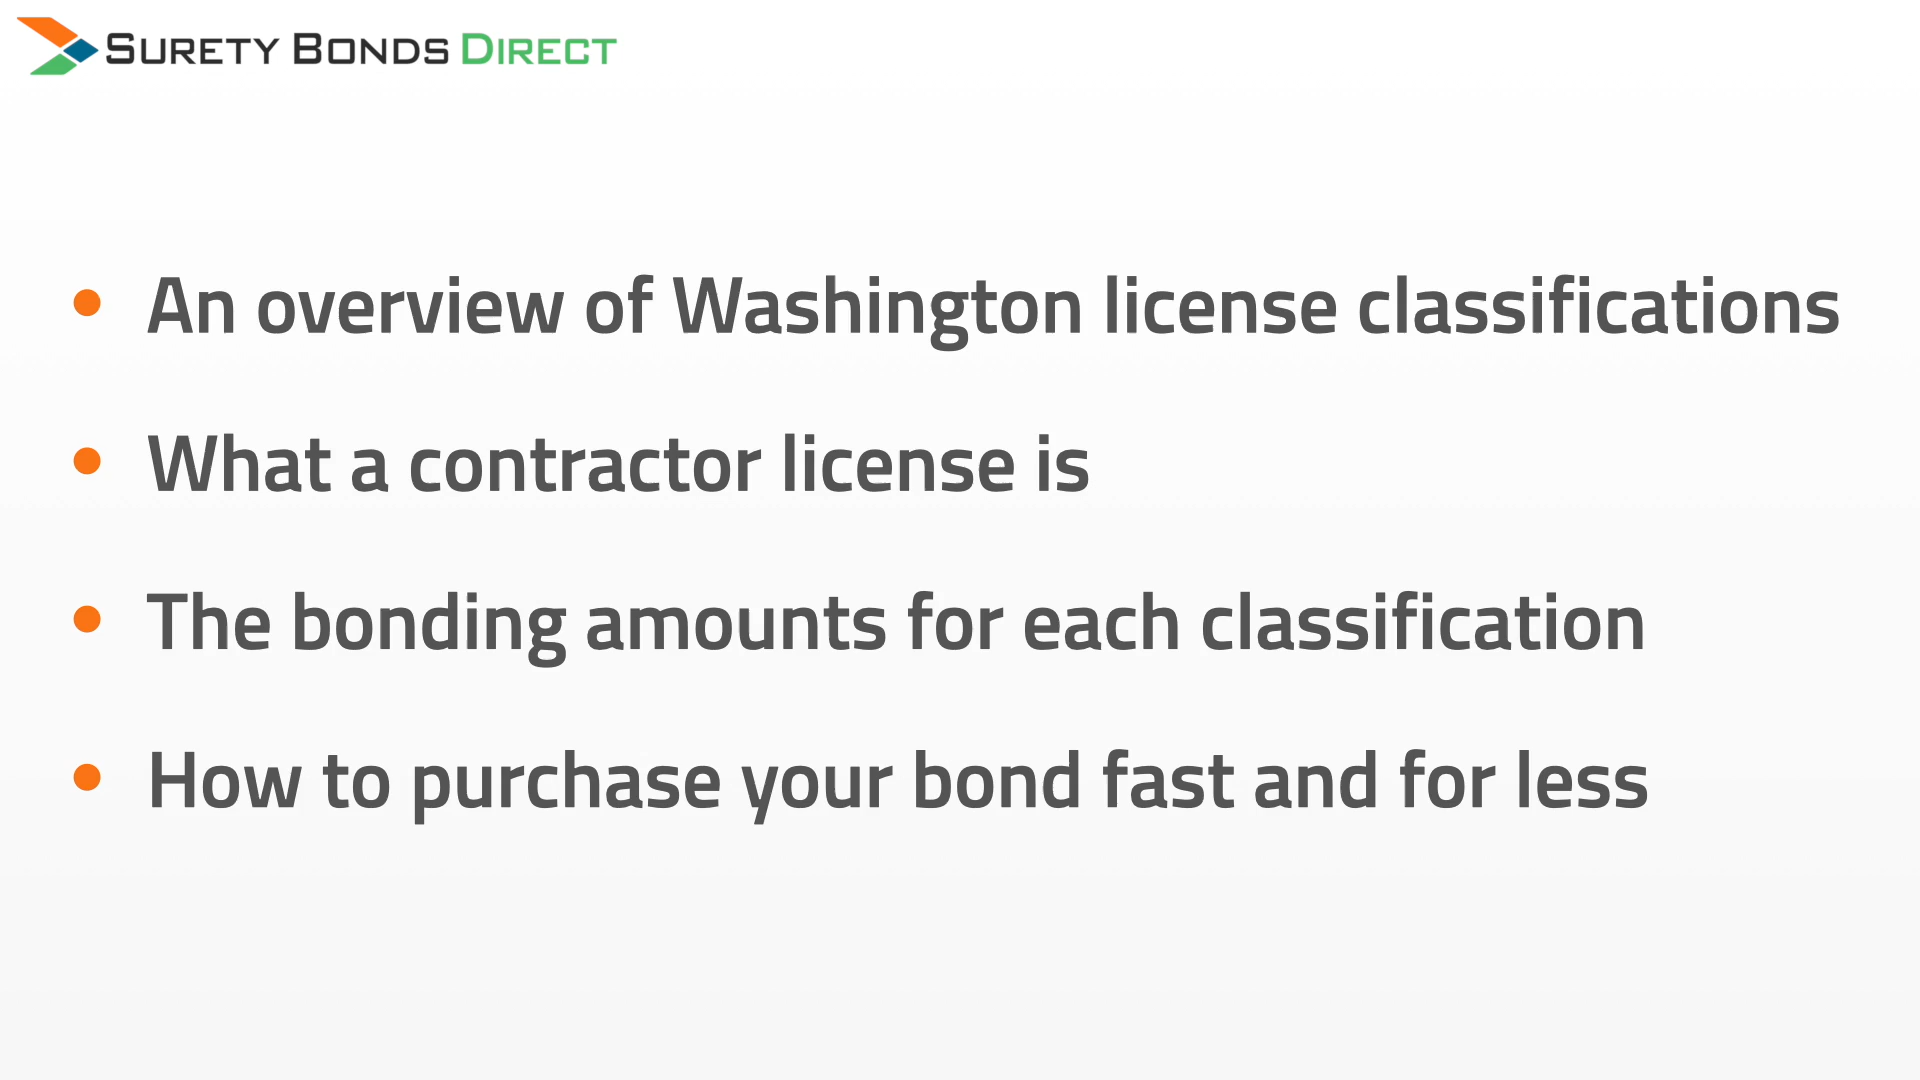 SURETY BONDS DIRECT
• An overview of Washington license classifications
• What a contractor license is
• The bonding amounts for each classification
• How to purchase your bond fast and for less